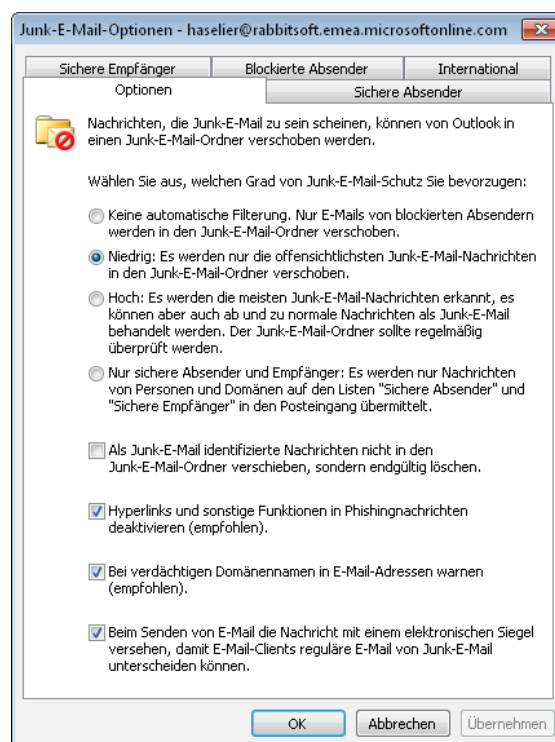 Junk-E-Mail-Optionen - haselier@rabbitsoft.emea.microsoftonline.com
Sichere Empfänger Blockierte Absender International
Optionen Sichere Absender
Nachrichten, die Junk-E-Mail zu sein scheinen, können von Outlook in
einen Junk-E-Mail-Ordner verschoben werden.
Wählen Sie aus, welchen Grad von Junk-E-Mail-Schutz Sie bevorzugen:
Keine automatische Filterung. Nur E-Mails von blockierten Absendern
werden in den Junk-E-Mail-Ordner verschoben.
Niedrig: Es werden nur die offensichtlichsten Junk-E-Mail-Nachrichten
in den Junk-E-Mail-Ordner verschoben.
Hoch: Es werden die meisten Junk-E-Mail-Nachrichten erkannt, es
können aber auch ab und zu normale Nachrichten als Junk-E-Mail
behandelt werden. Der Junk-E-Mail-Ordner sollte regelmäßig
überprüft werden.
Nur sichere Absender und Empfänger: Es werden nur Nachrichten
von Personen und Domänen auf den Listen "Sichere Absender" und
"Sichere Empfänger" in den Posteingang übermittelt.
Als Junk-E-Mail identifizierte Nachrichten nicht in den
Junk-E-Mail-Ordner verschieben, sondern endgültig löschen.
Hyperlinks und sonstige Funktionen in Phishingnachrichten
deaktivieren (empfohlen).
Bei verdächtigen Domänennamen in E-Mail-Adressen warnen
(empfohlen).
Beim Senden von E-Mail die Nachricht mit einem elektronischen Siegel
versehen, damit E-Mail-Clients reguläre E-Mail von Junk-E-Mail
unterscheiden können.
OK Abbrechen Übernehmen